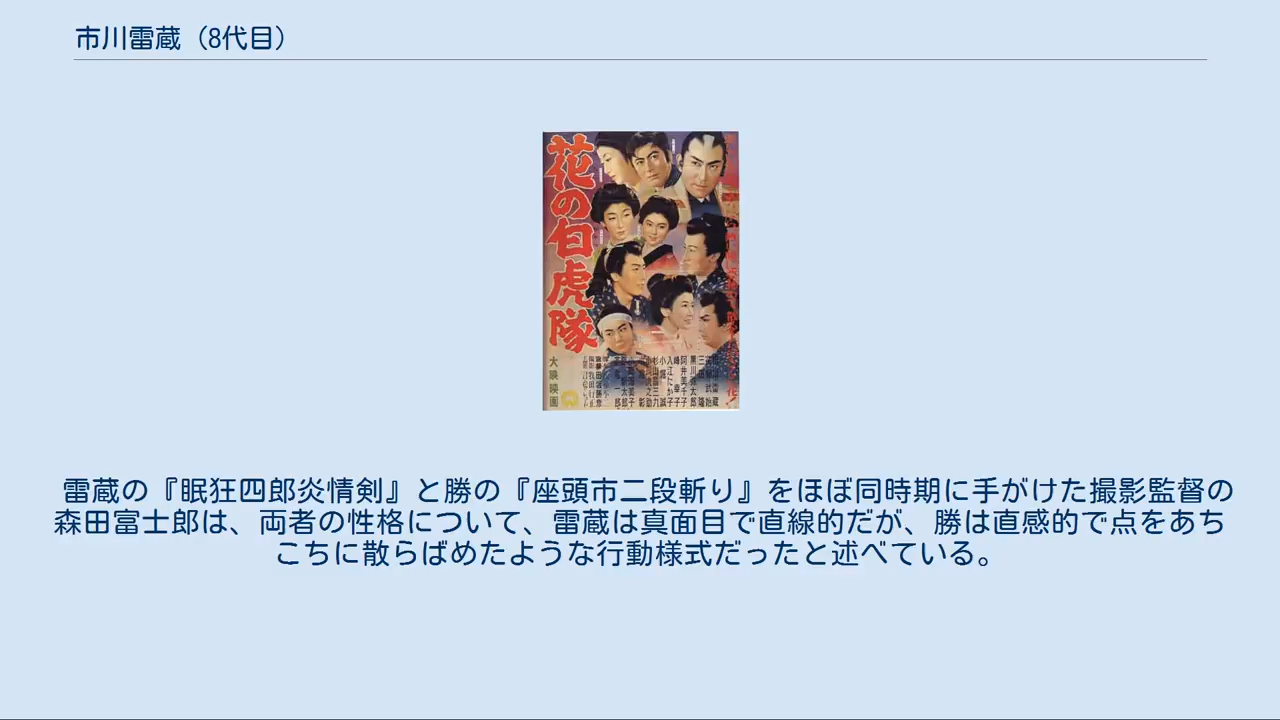 市川雷蔵（8代目）
花の白虎隊
大映映画
雷蔵の『眠狂四郎炎情剣』と勝の『座頭市二段斬り』をほぼ同時期に手がけた撮影監督の
森田富士郎は、両者の性格について、雷蔵は真面目で直線的だが、勝は直感的で点をあち
こちに散らばめたような行動様式だったと述べている。